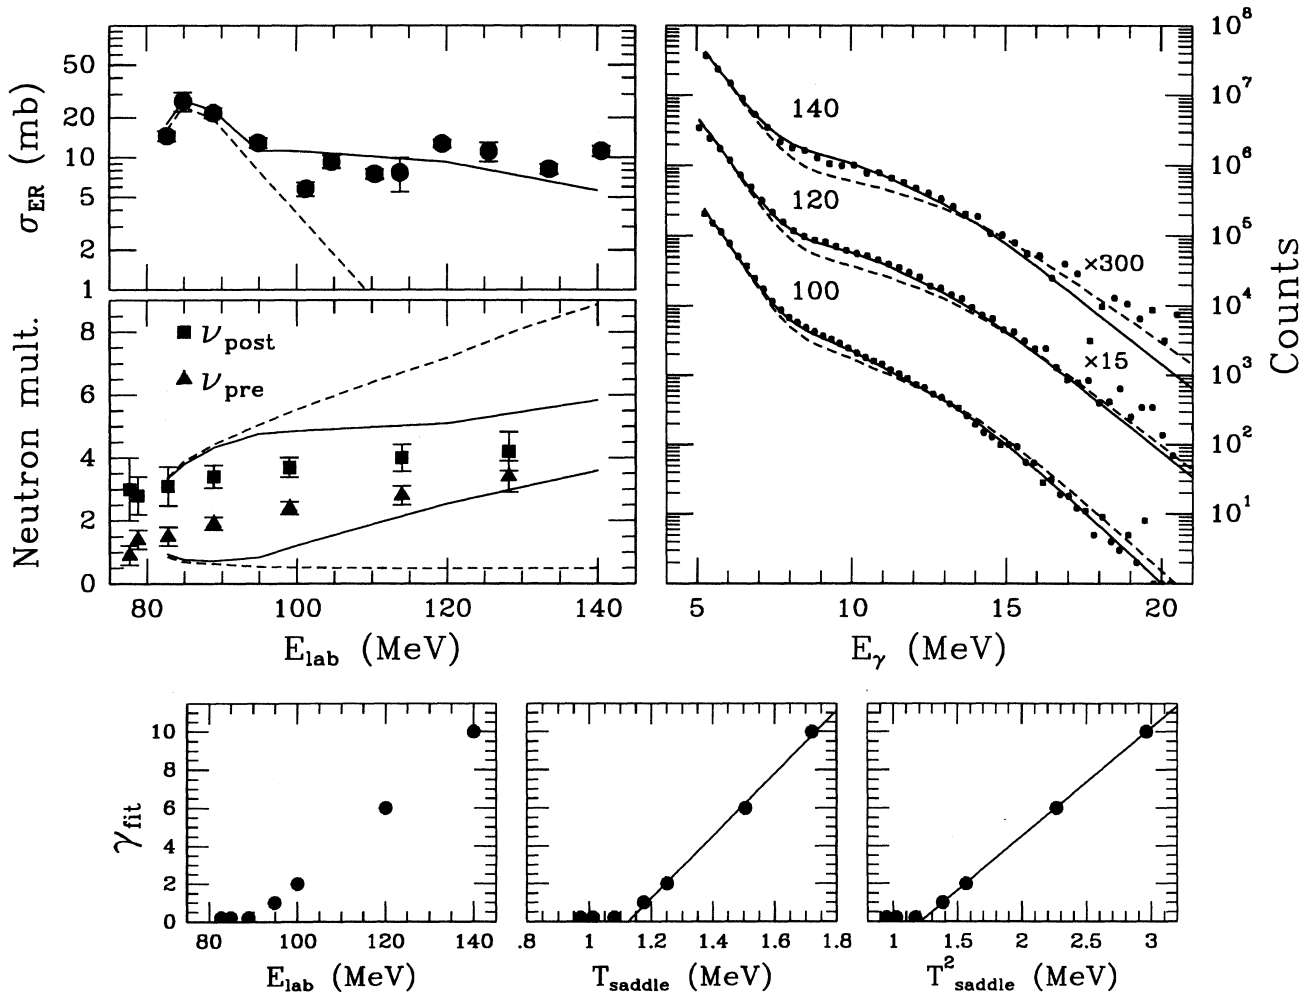 σ_ER (mb)
50
20
10
5
2
1
Neutron mult.
8
6
4
2
0
ν_post
ν_pre
80 100 120 140
E_lab (MeV)
140
120
100
×300
×15
10^8
10^7
10^6
10^5
10^4
10^3
10^2
10^1
Counts
5 10 15 20
E_γ (MeV)
γ_fit
10
8
6
4
2
0
80 100 120 140
E_lab (MeV)
.8 1 1.2 1.4 1.6 1.8
T_saddle (MeV)
1 1.5 2 2.5 3
T^2_saddle (MeV)